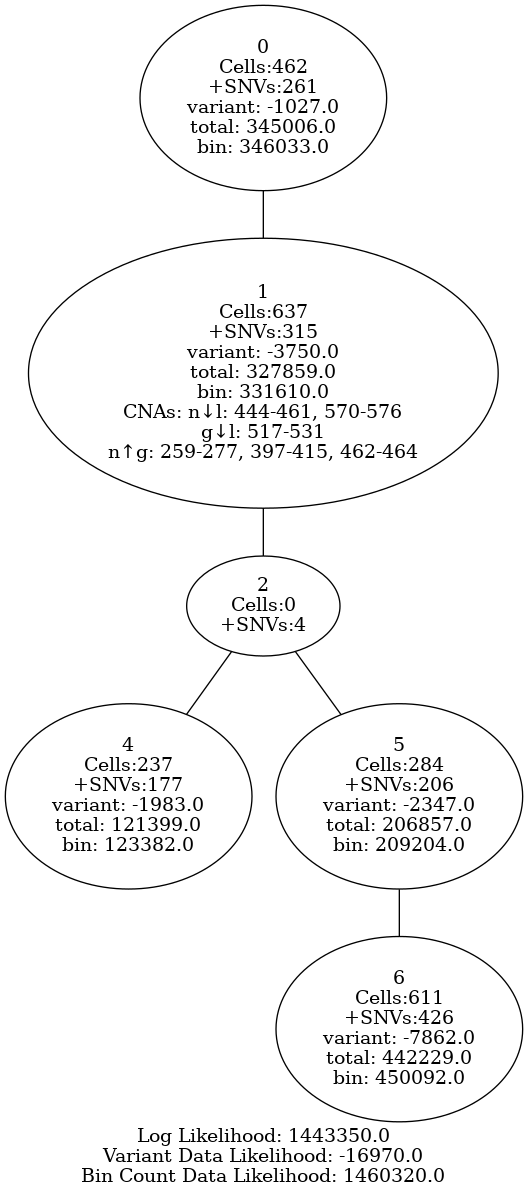 0
Cells:462
+SNVs:261
variant: -1027.0
total: 345006.0
bin: 346033.0
1
Cells:637
+SNVs:315
variant: -3750.0
total: 327859.0
bin: 331610.0
CNAs: n↓l: 444-461, 570-576
g↓l: 517-531
n↑g: 259-277, 397-415, 462-464
2
Cells:0
+SNVs:4
4
Cells:237
+SNVs:177
variant: -1983.0
total: 121399.0
bin: 123382.0
5
Cells:284
+SNVs:206
variant: -2347.0
total: 206857.0
bin: 209204.0
6
Cells:611
+SNVs:426
variant: -7862.0
total: 442229.0
bin: 450092.0
Log Likelihood: 1443350.0
Variant Data Likelihood: -16970.0
Bin Count Data Likelihood: 1460320.0